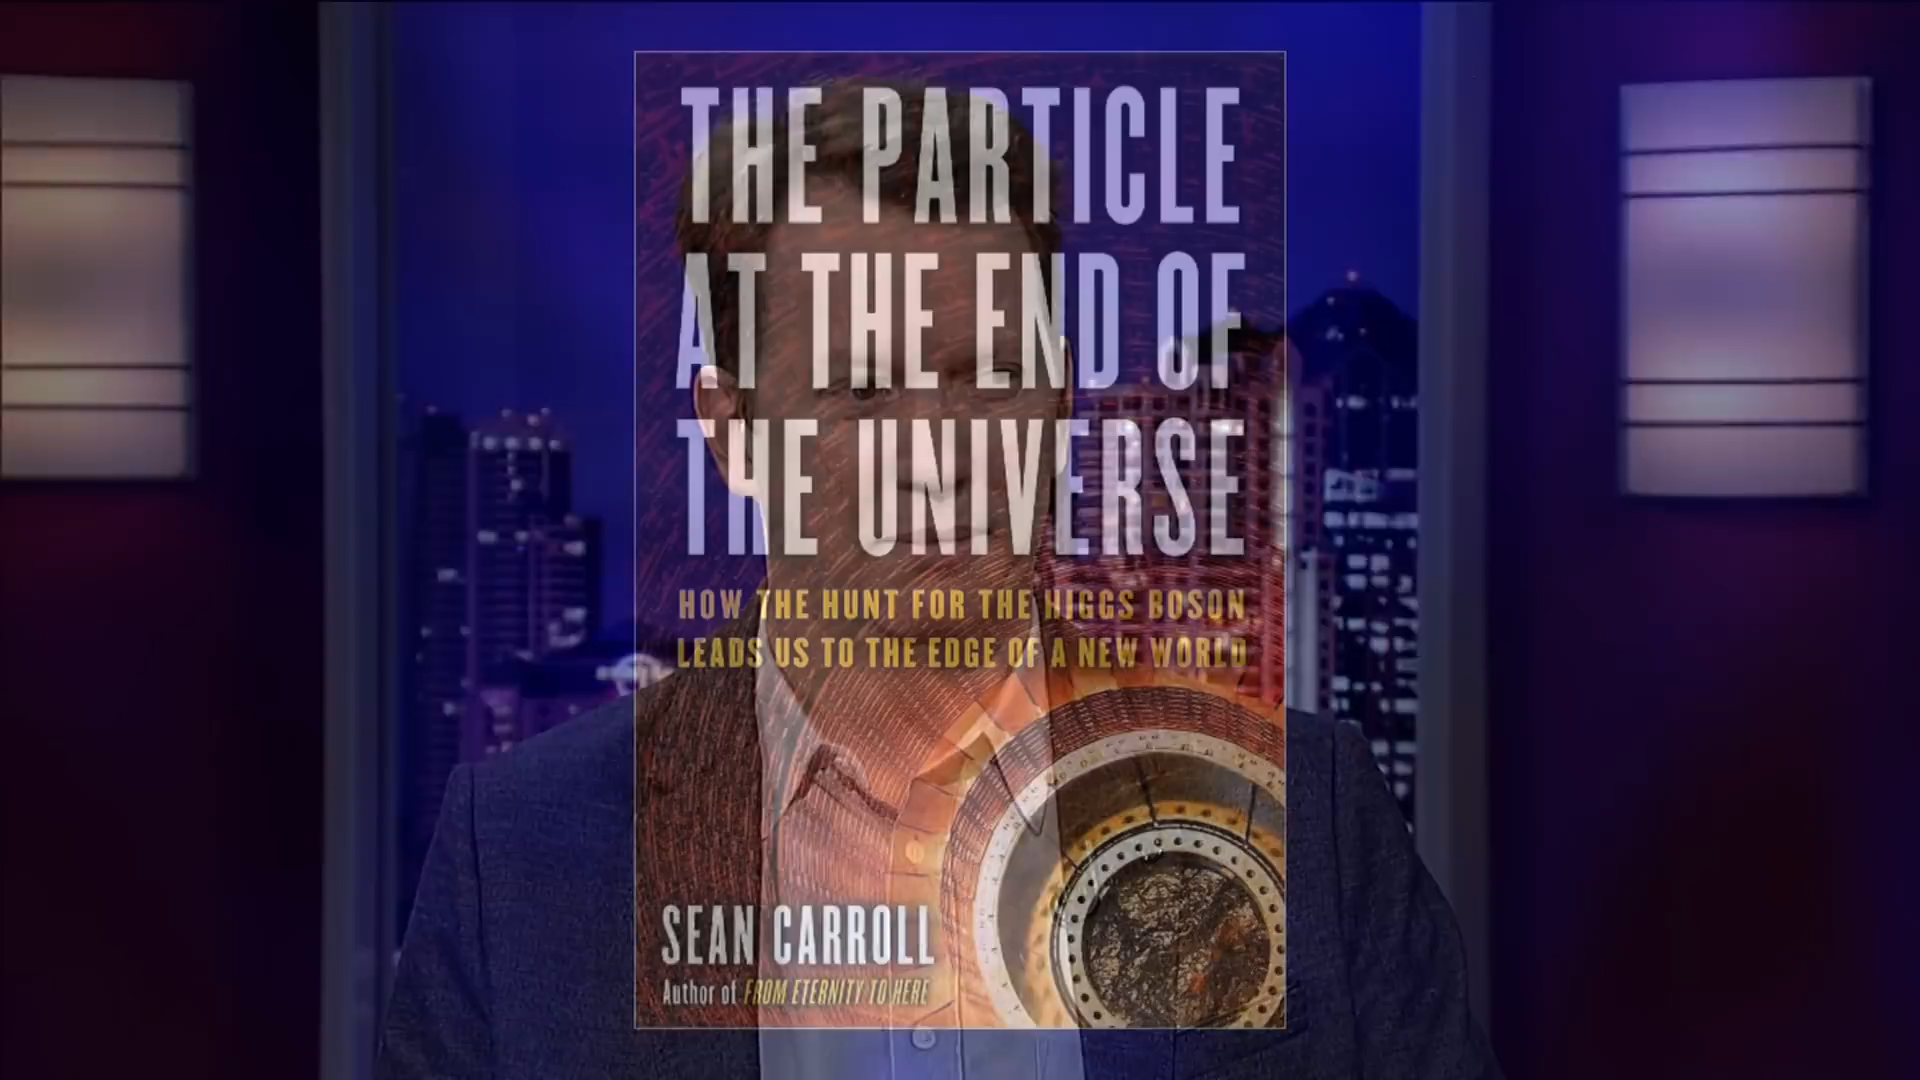 THE PARTICLE
AT THE END OF
THE UNIVERSE
HOW THE HUNT FOR THE HIGGS BOSON
LEADS US TO THE EDGE OF A NEW WORLD
SEAN CARROLL
Author of FROM ETERNITY TO HERE